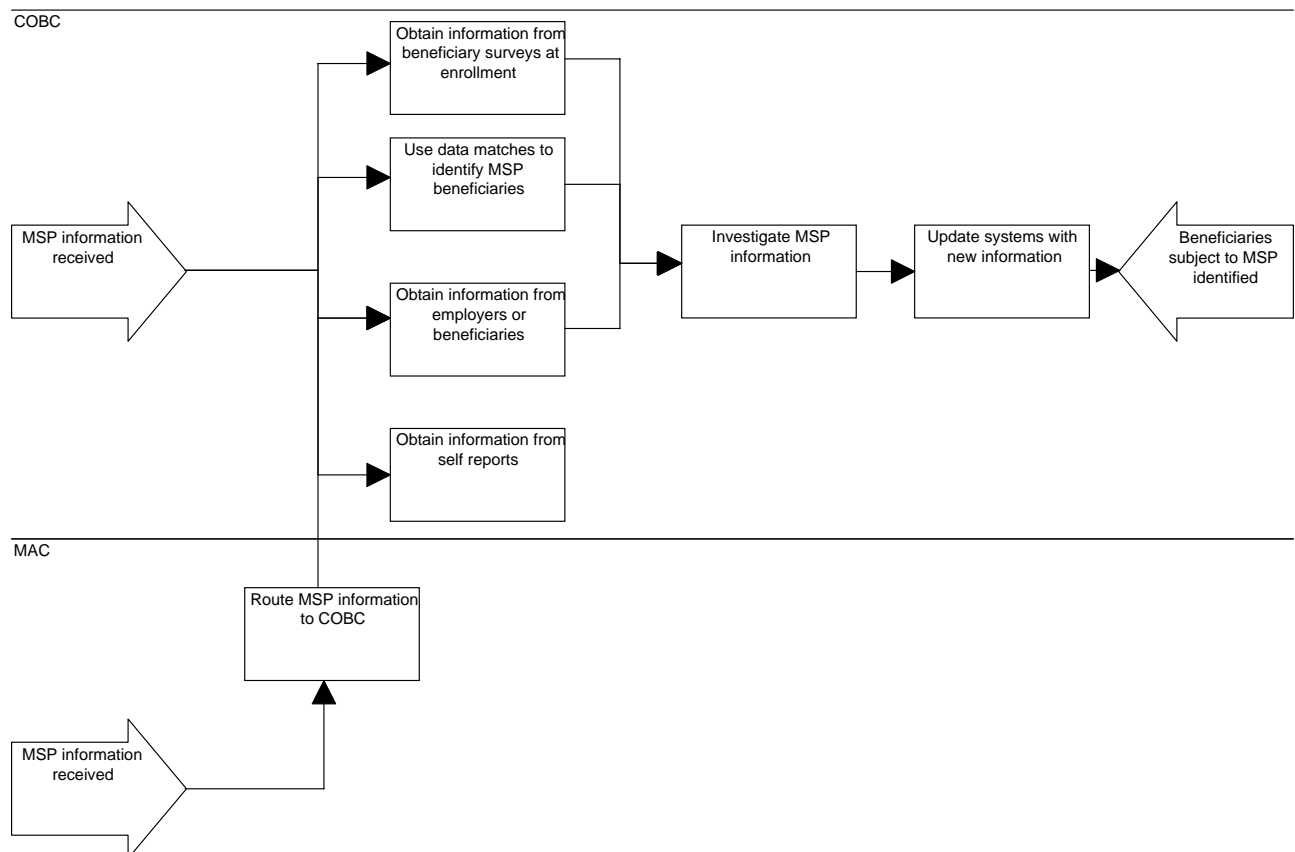 COBC
Obtain information from
beneficiary surveys at
enrollment
Use data matches to
identify MSP
beneficiaries
MSP information
received
Investigate MSP
information
Update systems with
new information
Beneficiaries
subject to MSP
identified
Obtain information from
employers or
beneficiaries
Obtain information from
self reports
MAC
Route MSP information
to COBC
MSP information
received